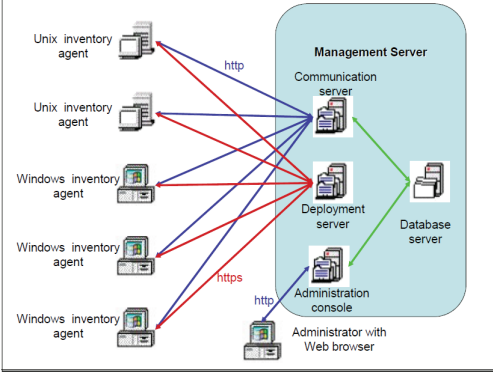 Unix inventory
agent
http
Management Server
Communication
server
Unix inventory
agent
Windows inventory
agent
Deployment
server
Database
server
Windows inventory
agent
https
http
Administration
console
Windows inventory
agent
Administrator with
Web browser